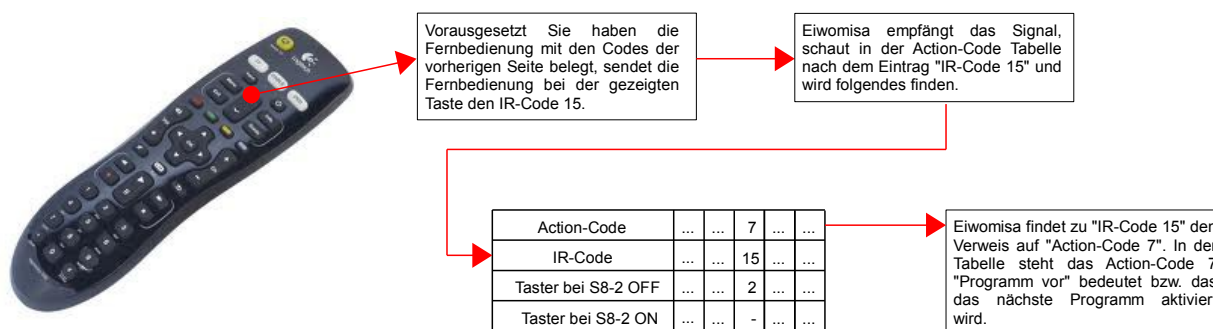 Vorausgesetzt Sie haben die
Fernbedienung mit den Codes der
vorherigen Seite belegt, sendet die
Fernbedienung bei der gezeigten
Taste den IR-Code 15.
Eiwomisa empfängt das Signal,
schaut in der Action-Code Tabelle
nach dem Eintrag "IR-Code 15" und
wird folgendes finden.
Logitech
Action-Code ... ... 7 ... ...
IR-Code ... ... 15 ... ...
Taster bei S8-2 OFF ... ... 2 ... ...
Taster bei S8-2 ON ... ... - ... ...
Eiwomisa findet zu "IR-Code 15" den
Verweis auf "Action-Code 7". In der
Tabelle steht das Action-Code 7
"Programm vor" bedeutet bzw. das
das nächste Programm aktivier
wird.